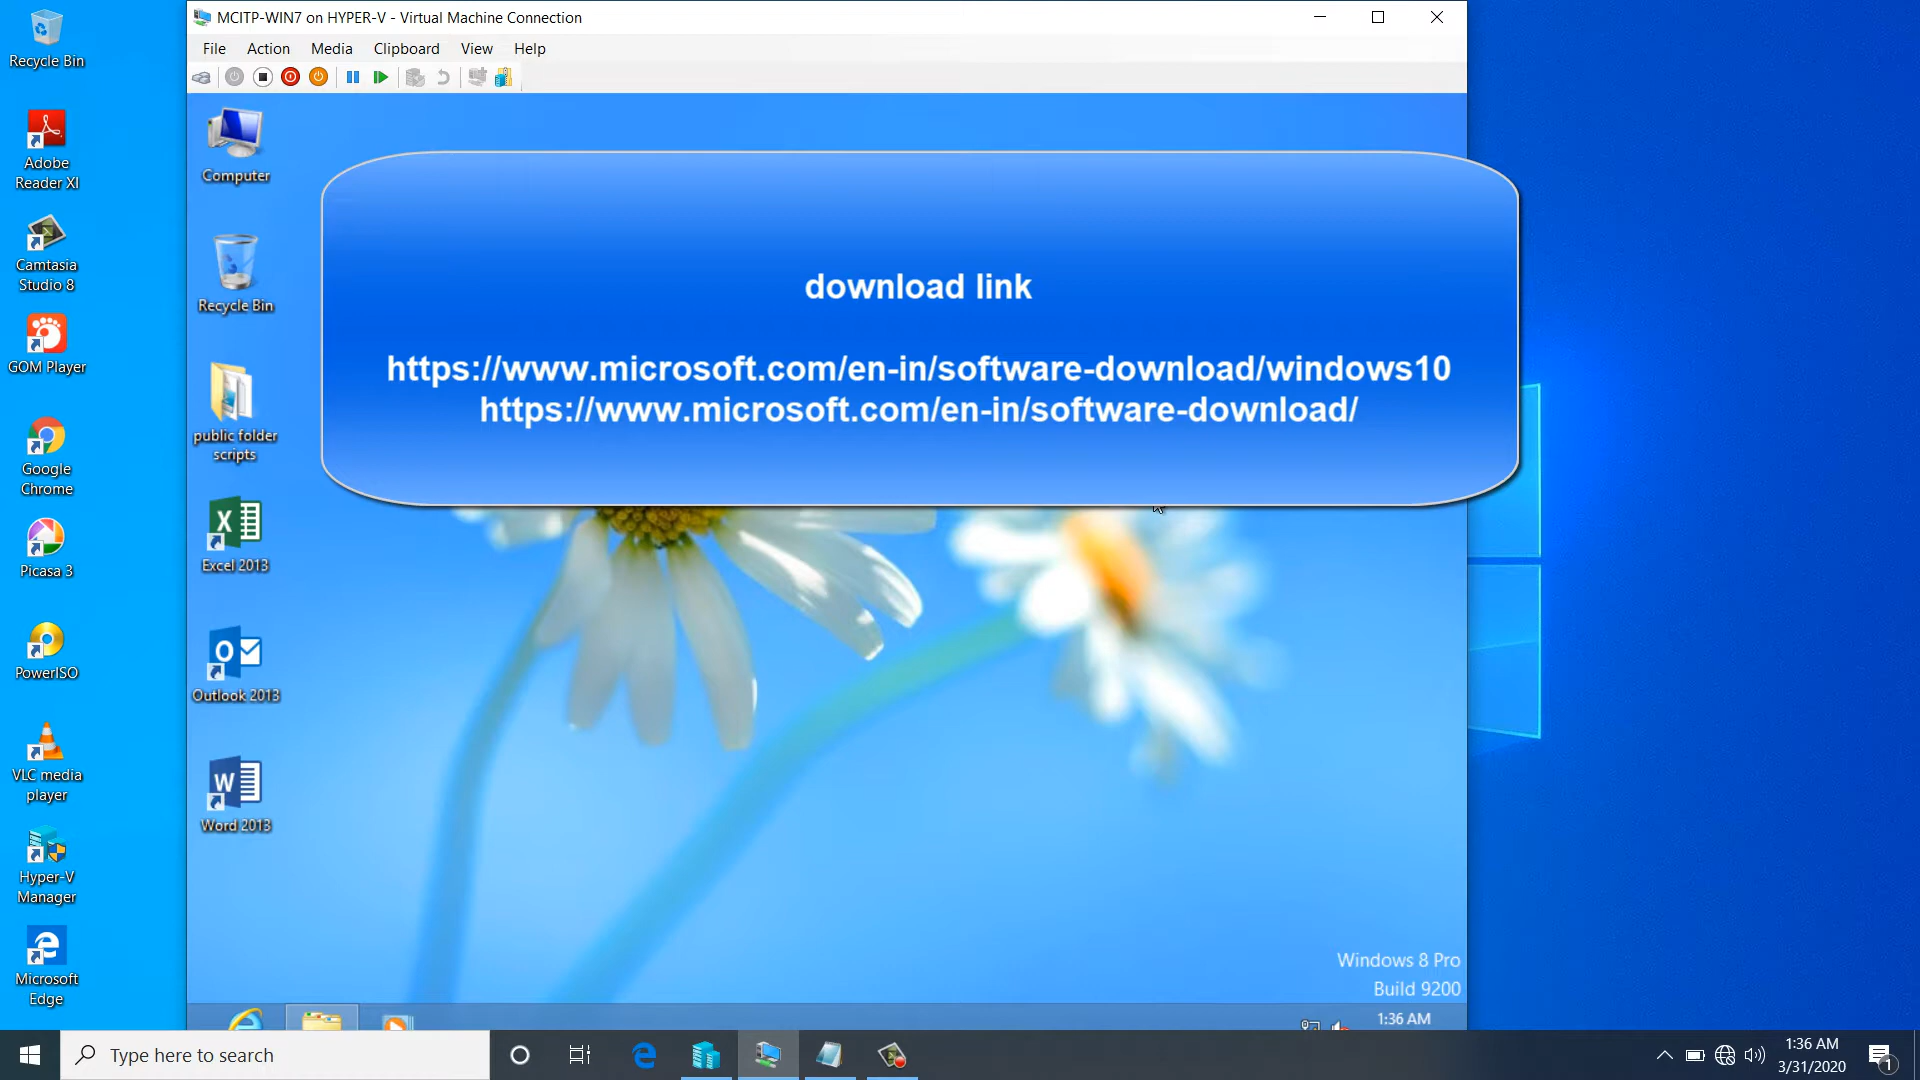 MCITP-WIN7 on HYPER-V - Virtual Machine Connection
File Action Media Clipboard View Help
Recycle Bin
Adobe
Reader XI
Camtasia
Studio 8
GOM Player
Google
Chrome
Picasa 3
PowerISO
VLC media
player
Hyper-V
Manager
Microsoft
Edge
Computer
Recycle Bin
public folder
scripts
Excel 2013
Outlook 2013
Word 2013
download link
https://www.microsoft.com/en-in/software-download/windows10
https://www.microsoft.com/en-in/software-download/
Windows 8 Pro
Build 9200
1:36 AM
Type here to search
1:36 AM
3/31/2020
1